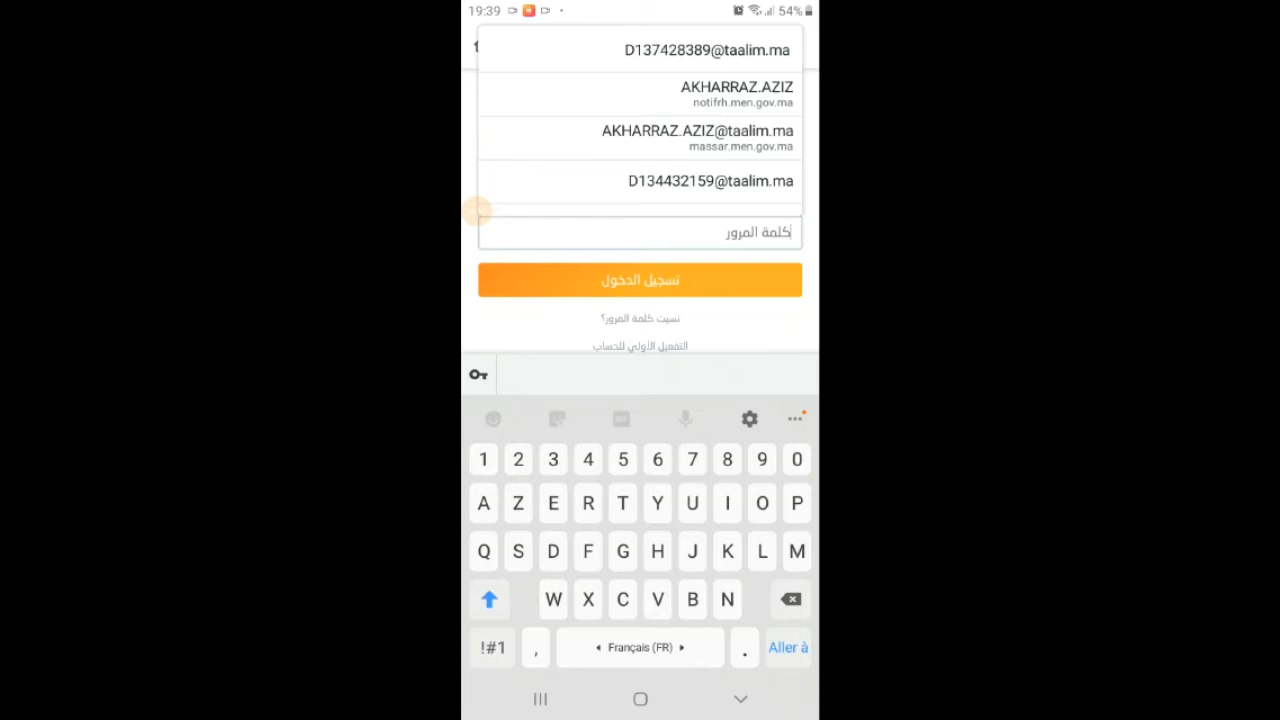 19:39
54%
D137428389@taalim.ma
AKHARRAZ.AZIZ
notifrh.men.gov.ma
AKHARRAZ.AZIZ@taalim.ma
massar.men.gov.ma
D134432159@taalim.ma
كلمة المرور
تسجيل الدخول
نسيت كلمة المرور؟
التفعيل الأولي للحساب
1 2 3 4 5 6 7 8 9 0
A Z E R T Y U I O P
Q S D F G H J K L M
W X C V B N
!#1 , Français (FR) . Aller à